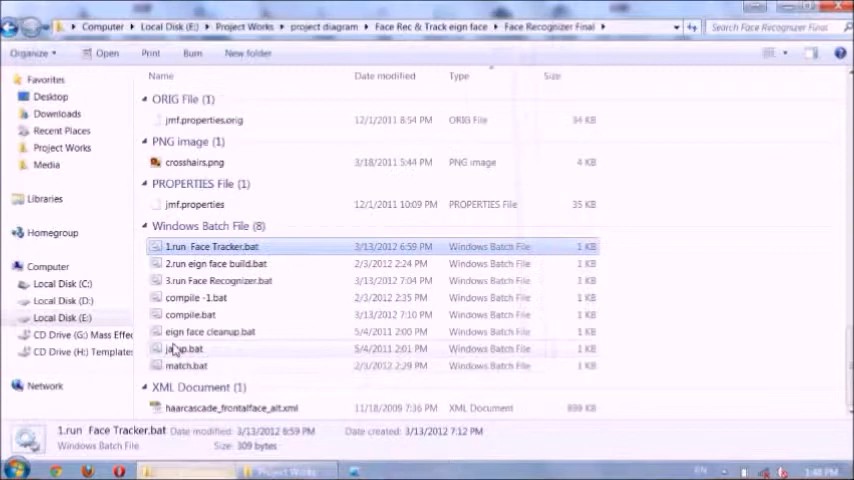 Computer ▸ Local Disk (E:) ▸ Project Works ▸ project diagram ▸ Face Rec & Track eign face ▸ Face Recognizer Final ▸
Search Face Recognizer Final
Organize Open Print Burn New folder
Name Date modified Type Size
Favorites
Desktop
Downloads
Recent Places
Project Works
Media
Libraries
Homegroup
Computer
Local Disk (C:)
Local Disk (D:)
Local Disk (E:)
CD Drive (G:) Mass Effec
CD Drive (H:) Templates
Network
ORIG File (1)
jmf.properties.orig 12/1/2011 8:54 PM ORIG File 34 KB
PNG image (1)
crosshairs.png 3/18/2011 5:44 PM PNG image 4 KB
PROPERTIES File (1)
jmf.properties 12/1/2011 10:09 PM PROPERTIES File 35 KB
Windows Batch File (8)
1.run Face Tracker.bat 3/13/2012 6:59 PM Windows Batch File 1 KB
2.run eign face build.bat 2/3/2012 2:24 PM Windows Batch File 1 KB
3.run Face Recognizer.bat 3/13/2012 7:04 PM Windows Batch File 1 KB
compile -1.bat 2/3/2012 2:35 PM Windows Batch File 1 KB
compile.bat 3/13/2012 7:10 PM Windows Batch File 1 KB
eign face cleanup.bat 5/4/2011 2:00 PM Windows Batch File 1 KB
5/4/2011 2:01 PM Windows Batch File 1 KB
match.bat 2/3/2012 2:29 PM Windows Batch File 1 KB
XML Document (1)
haarcascade_frontalface_alt.xml 11/18/2009 7:36 PM XML Document 899 KB
1.run Face Tracker.bat Date modified: 3/13/2012 6:59 PM Date created: 3/13/2012 7:12 PM
Windows Batch File Size: 309 bytes
Project Works
EN
1:48 PM